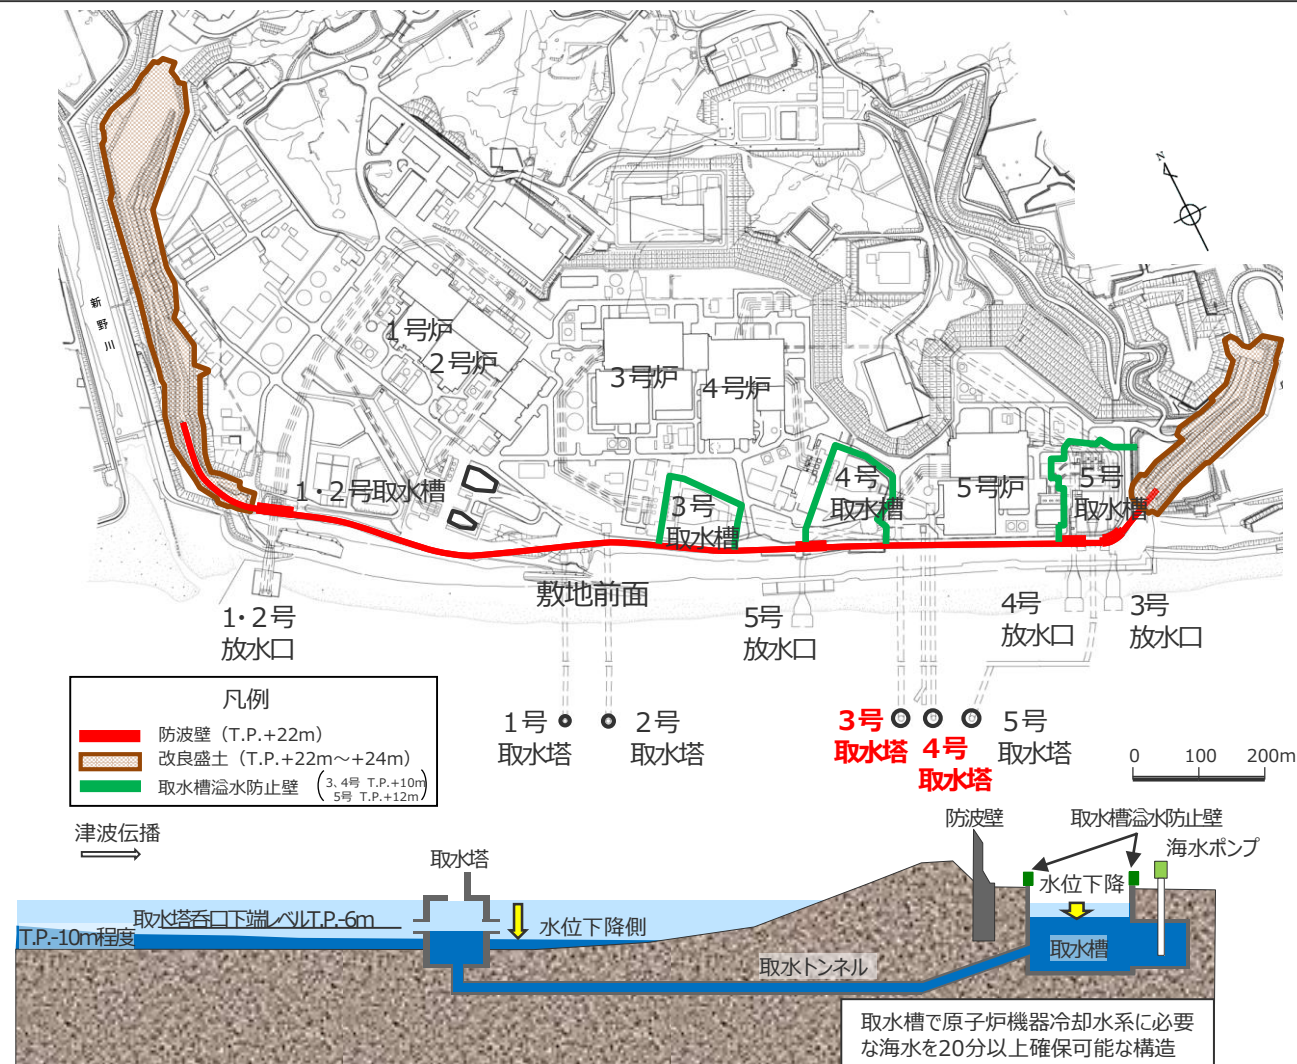 N
新野川
1号炉
2号炉
3号炉
4号炉
5号炉
1・2号取水槽
3号
取水槽
4号
取水槽
5号
取水槽
敷地前面
1・2号
放水口
5号
放水口
4号
放水口
3号
放水口
1号
取水塔
2号
取水塔
3号
取水塔
4号
取水塔
5号
取水塔
0 100 200m
凡例
防波壁（T.P.+22m）
改良盛土（T.P.+22m～+24m）
取水槽溢水防止壁
（3、4号 T.P.+10m
5号 T.P.+12m）
津波伝播
取水塔
防波壁
取水槽溢水防止壁
海水ポンプ
取水塔呑口下端レベルT.P.-6m
T.P.-10m程度
水位下降側
水位下降
取水槽
取水トンネル
取水槽で原子炉機器冷却水系に必要
な海水を20分以上確保可能な構造